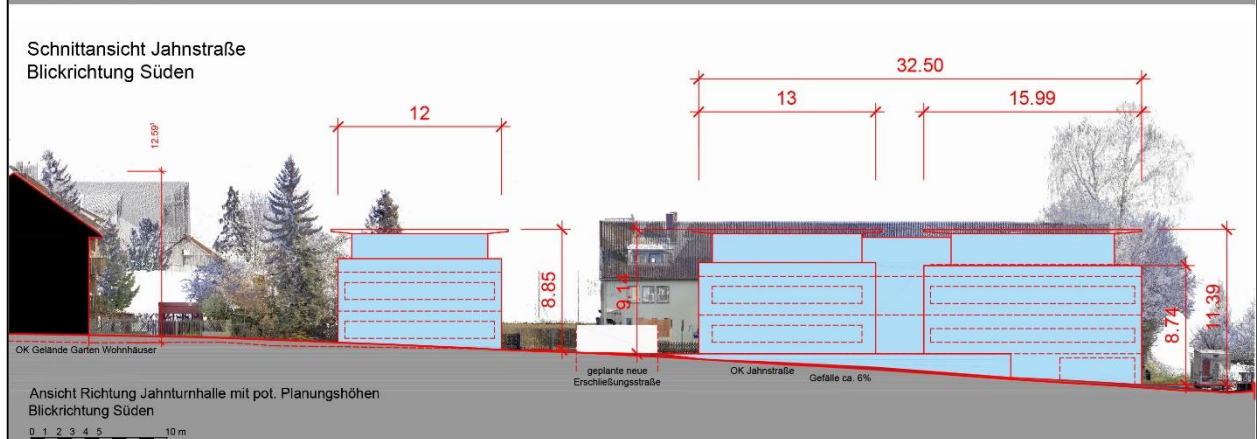 Schnittansicht Jahnstraße
Blickrichtung Süden
32.50
13
15.99
12
12.59⁵
8.85
9.14
8.74
11.39
OK Gelände Garten Wohnhäuser
geplante neue
Erschließungsstraße
OK Jahnstraße
Gefälle ca. 6%
Ansicht Richtung Jahnturnhalle mit pot. Planungshöhen
Blickrichtung Süden
0 1 2 3 4 5 10 m